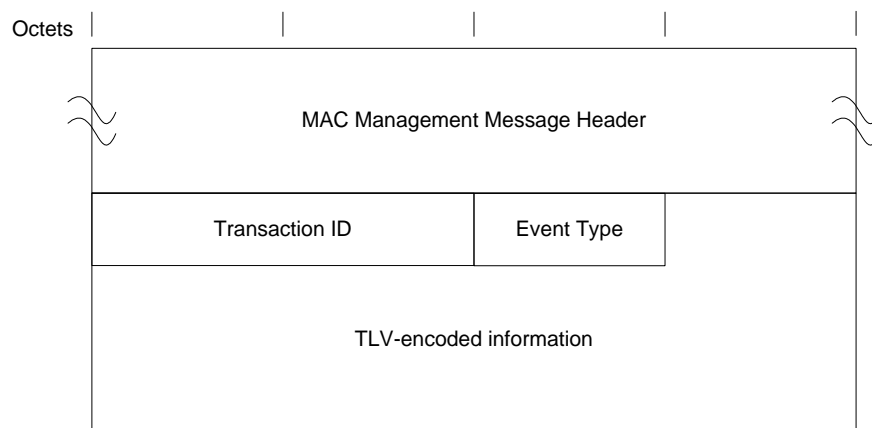 Octets
MAC Management Message Header
Transaction ID
Event Type
TLV-encoded information